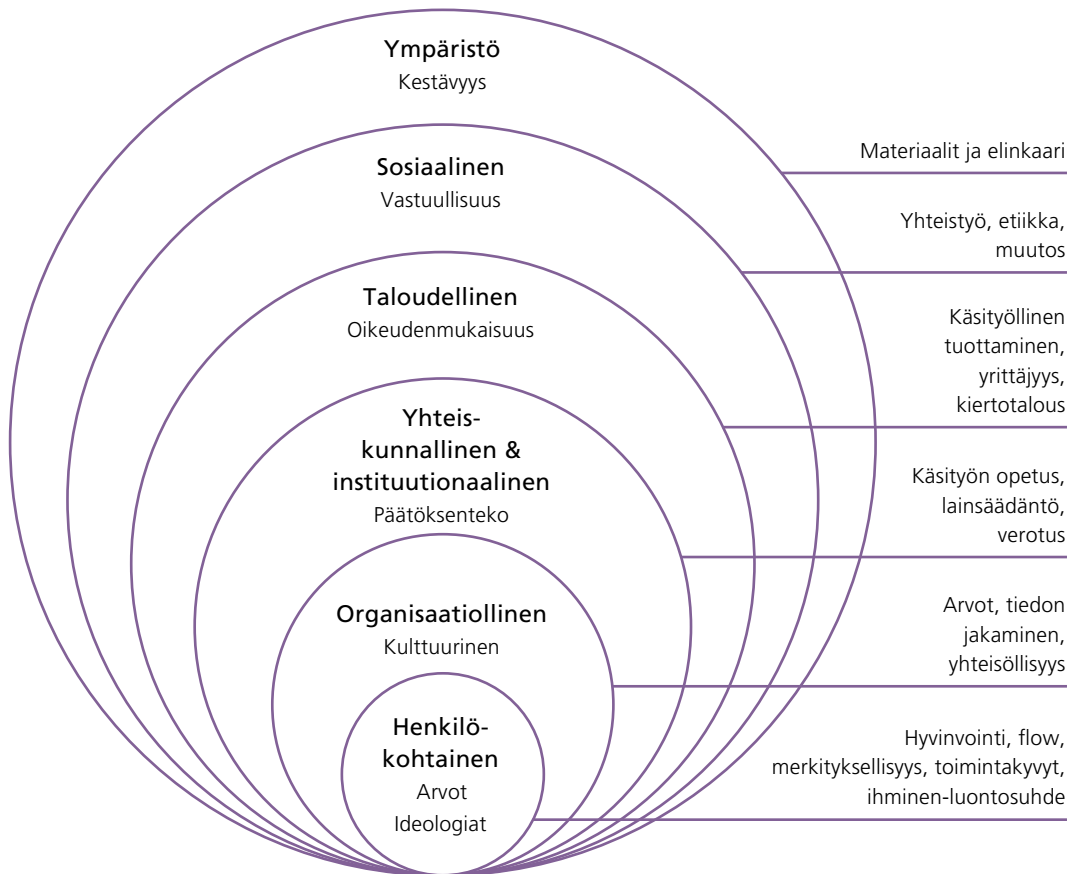 Ympäristö
Kestävyys
Sosiaalinen
Vastuullisuus
Taloudellinen
Oikeudenmukaisuus
Yhteis-
kunnallinen &
instituutionaalinen
Päätöksenteko
Organisaatiollinen
Kulttuurinen
Henkilö-
kohtainen
Arvot
Ideologiat
Materiaalit ja elinkaari
Yhteistyö, etiikka,
muutos
Käsityöllinen
tuottaminen,
yrittäjyys,
kiertotalous
Käsityön opetus,
lainsäädäntö,
verotus
Arvot, tiedon
jakaminen,
yhteisöllisyys
Hyvinvointi, flow,
merkityksellisyys, toimintakyvyt,
ihminen-luontosuhde